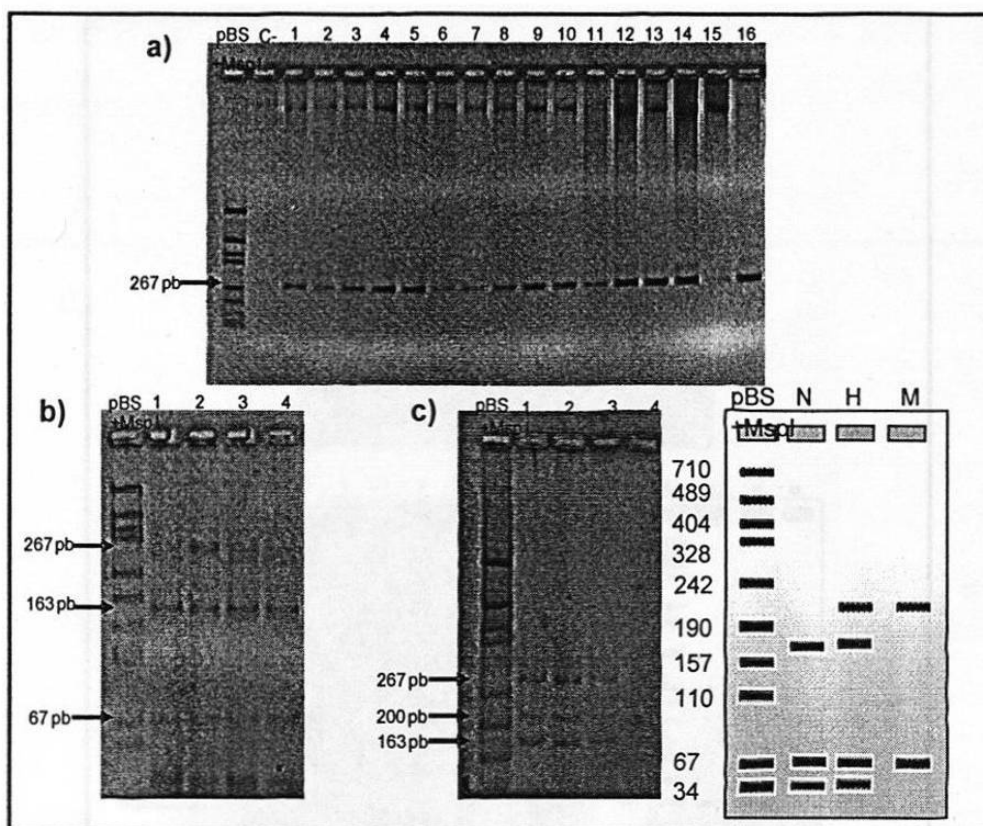 a)
pBS C- 1 2 3 4 5 6 7 8 9 10 11 12 13 14 15 16
+MspI
267 pb
b)
pBS 1 2 3 4
+MspI
267 pb
163 pb
67 pb
c)
pBS 1 2 3 4
+MspI
267 pb
200 pb
163 pb
pBS N H M
+MspI
710
489
404
328
242
190
157
110
67
34